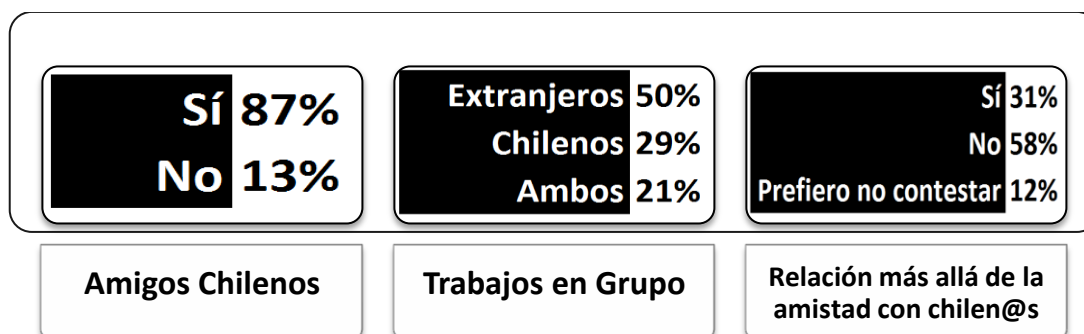 Sí 87%
No 13%
Extranjeros 50%
Chilenos 29%
Ambos 21%
Sí 31%
No 58%
Prefiero no contestar 12%
Amigos Chilenos
Trabajos en Grupo
Relación más allá de la
amistad con chilen@s